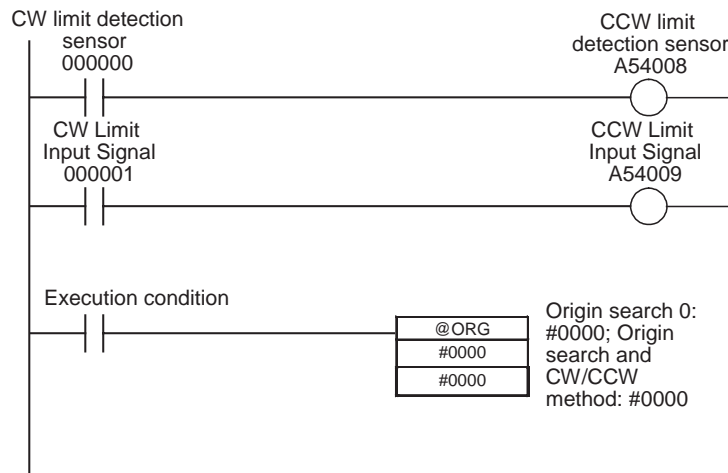 CW limit detection
sensor
000000
CCW limit
detection sensor
A54008
CW Limit
Input Signal
000001
CCW Limit
Input Signal
A54009
Execution condition
@ORG
#0000
#0000
Origin search 0:
#0000; Origin
search and
CW/CCW
method: #0000